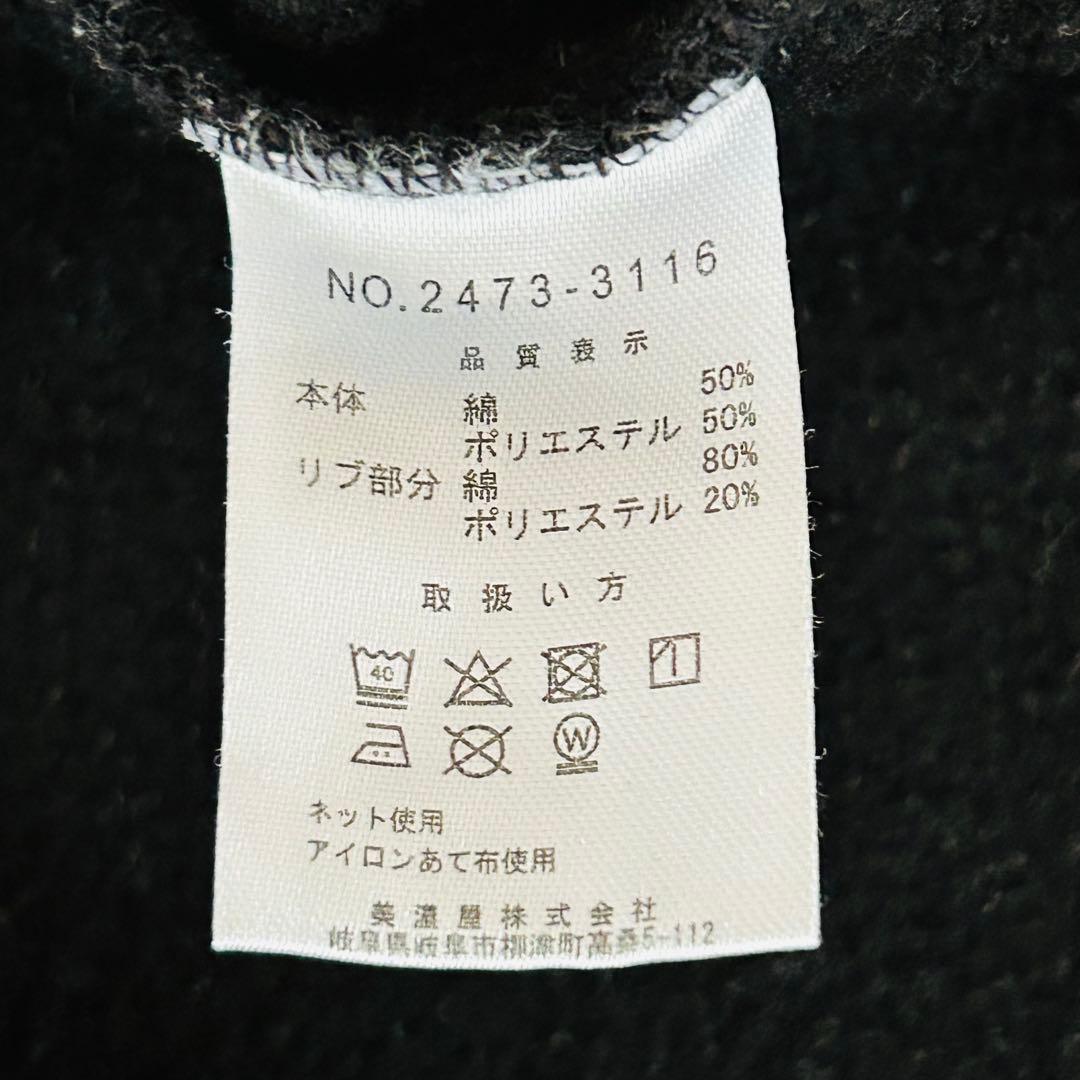 NO.2473-3116
品質表示
本体 綿 50%
ポリエステル 50%
リブ部分 綿 80%
ポリエステル 20%
取扱い方
40
W
ネット使用
アイロンあて布使用
美濃屋株式会社
岐阜県岐阜市柳津町高桑5-112